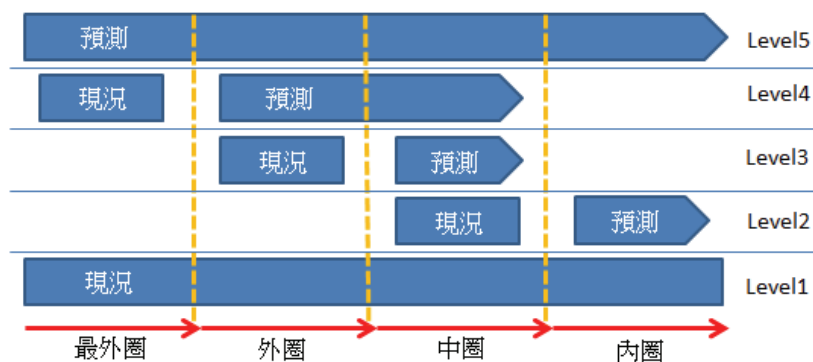 預測 Level5
現況 預測 Level4
現況 預測 Level3
現況 預測 Level2
現況 Level1
最外圈 外圈 中圈 內圈